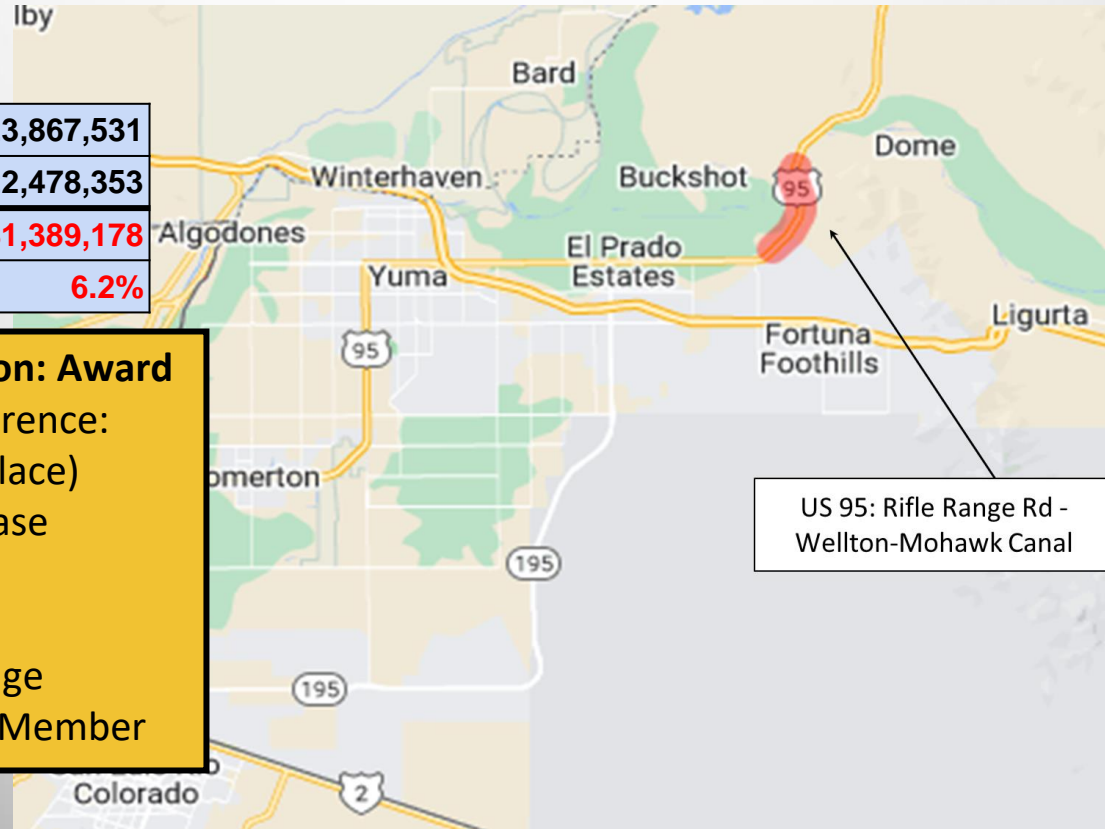 lby
Bard
3,867,531
2,478,353
1,389,178
6.2%
Dome
Winterhaven
Buckshot
95
Algodones
El Prado
Estates
Yuma
Ligurta
95
Fortuna
Foothills
on: Award
rence:
lace)
ase
ge
Member
omerton
US 95: Rifle Range Rd -
Wellton-Mohawk Canal
195
195
Colorado
2